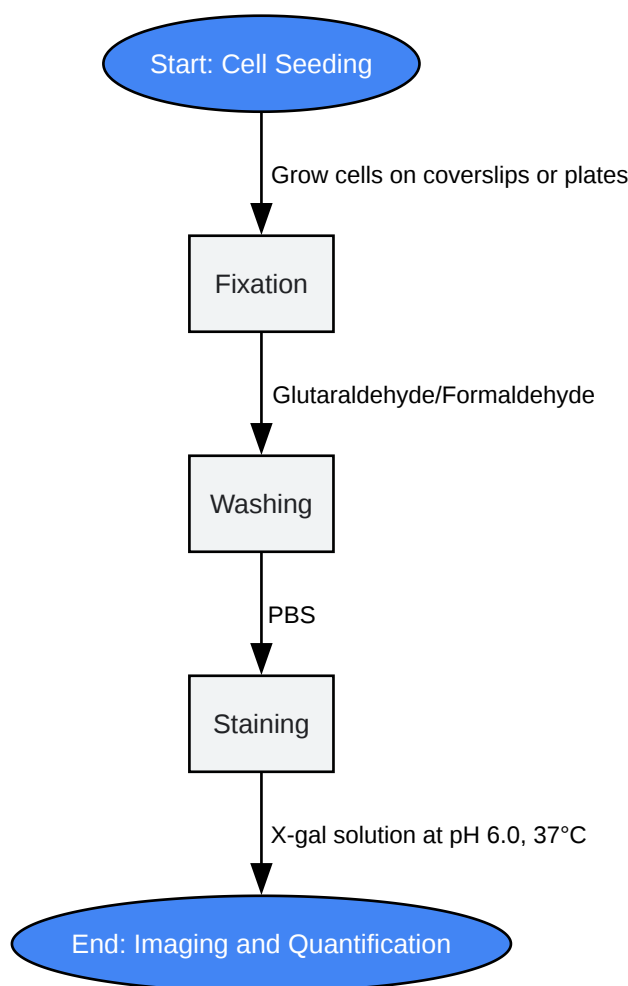 Start: Cell Seeding
Grow cells on coverslips or plates
Fixation
Glutaraldehyde/Formaldehyde
Washing
PBS
Staining
X-gal solution at pH 6.0, 37°C
End: Imaging and Quantification